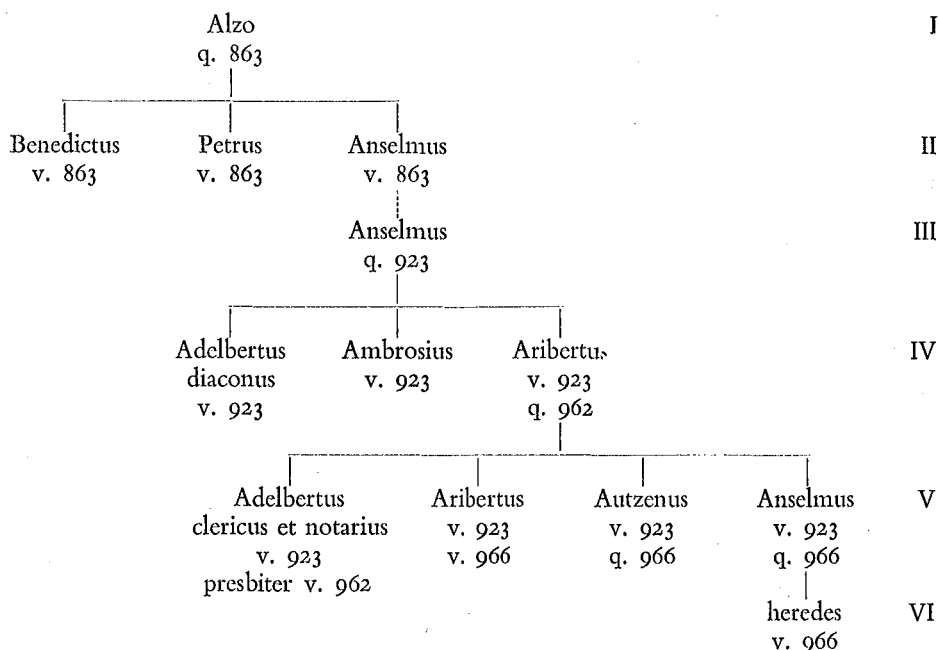 Alzo I
q. 863
Benedictus Petrus Anselmus II
v. 863 v. 863 v. 863
Anselmus III
q. 923
Adelbertus Ambrosius Aribertus IV
diaconus v. 923 v. 923
v. 923 q. 962
Adelbertus Aribertus Autzenus Anselmus V
clericus et notarius v. 923 v. 923 v. 923
v. 923 v. 966 q. 966 q. 966
presbiter v. 962
heredes VI
v. 966